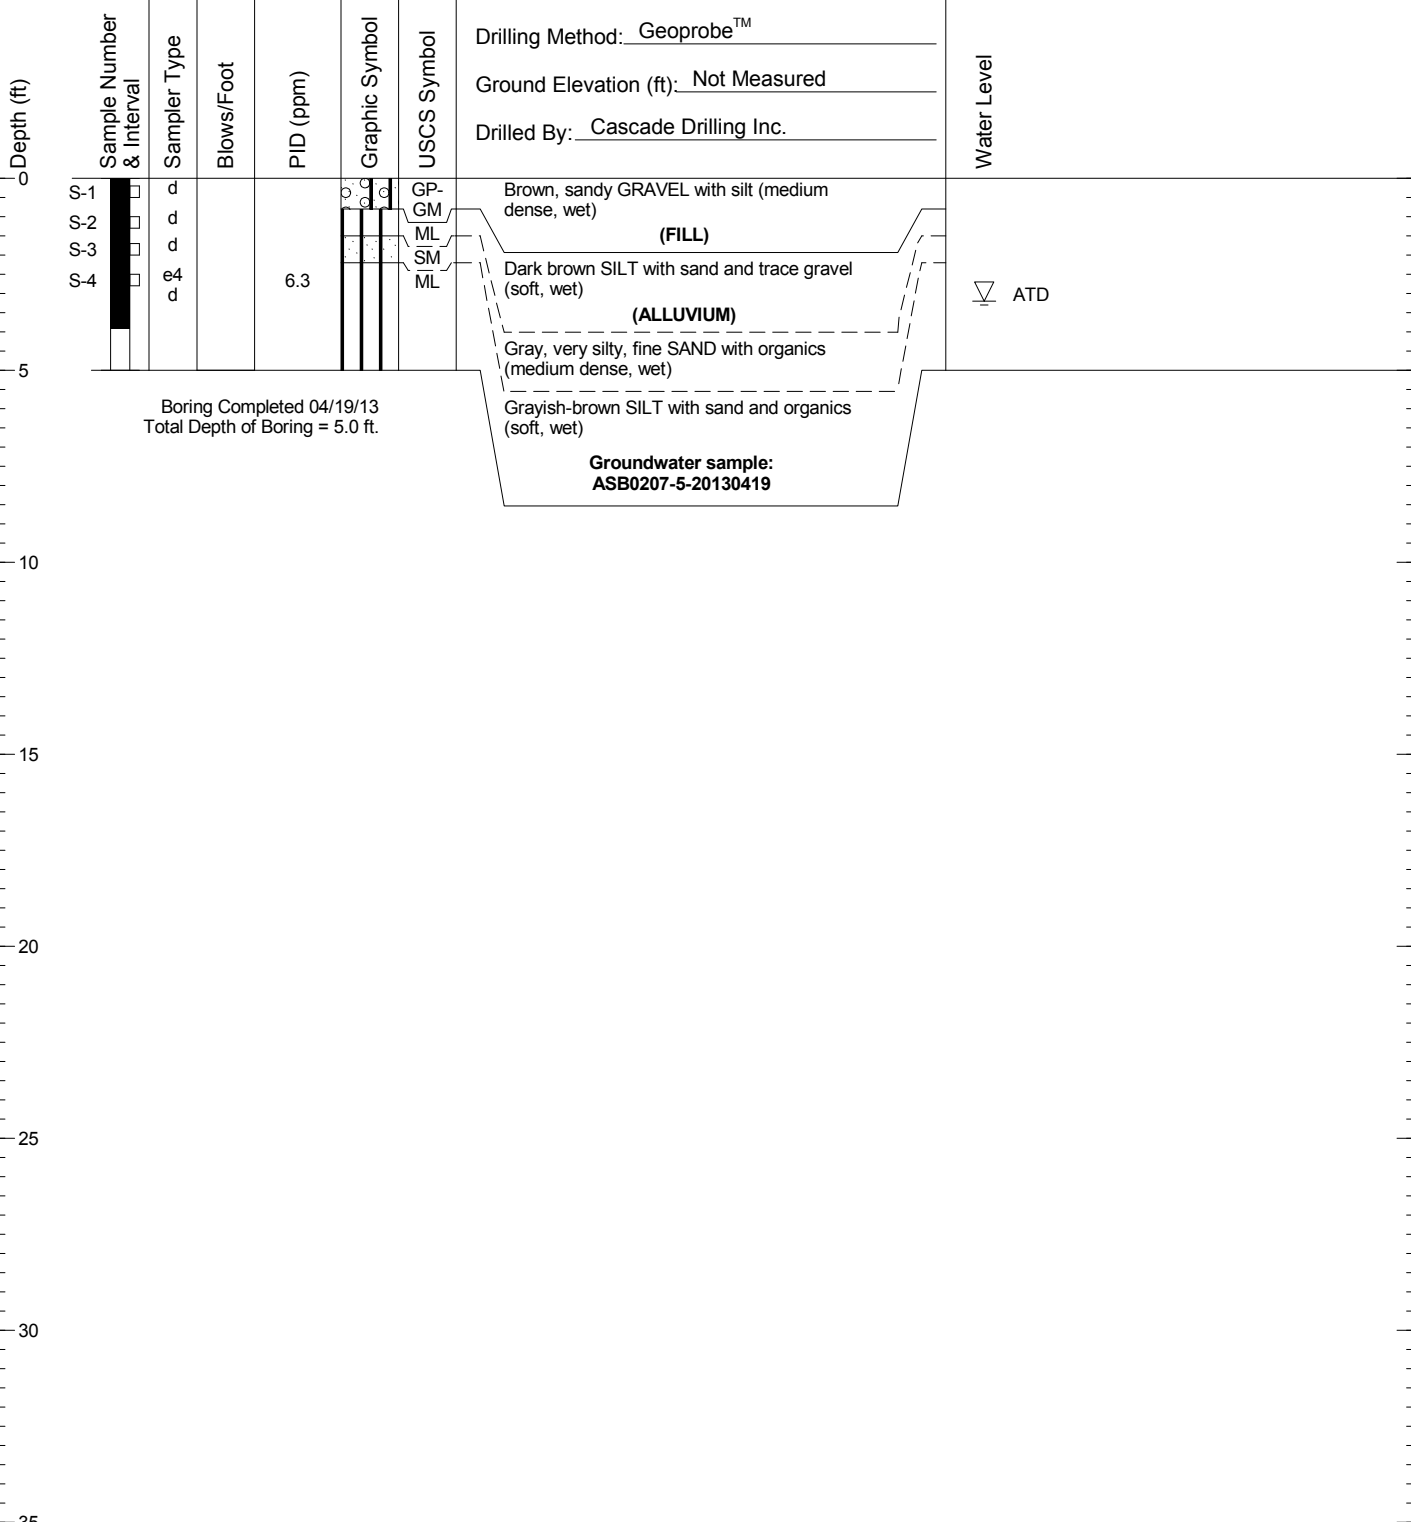 Depth (ft)
Sample Number
& Interval
Sampler Type
Blows/Foot
PID (ppm)
Graphic Symbol
USCS Symbol
Drilling Method: Geoprobe™
Ground Elevation (ft): Not Measured
Drilled By: Cascade Drilling Inc.
Water Level
0
S-1
d
GP-
GM
Brown, sandy GRAVEL with silt (medium
dense, wet)
(FILL)
S-2
d
ML
S-3
d
SM
Dark brown SILT with sand and trace gravel
(soft, wet)
(ALLUVIUM)
S-4
e4
d
6.3
ML
ATD
Gray, very silty, fine SAND with organics
(medium dense, wet)
5
Grayish-brown SILT with sand and organics
(soft, wet)
Boring Completed 04/19/13
Total Depth of Boring = 5.0 ft.
Groundwater sample:
ASB0207-5-20130419
10
15
20
25
30
35